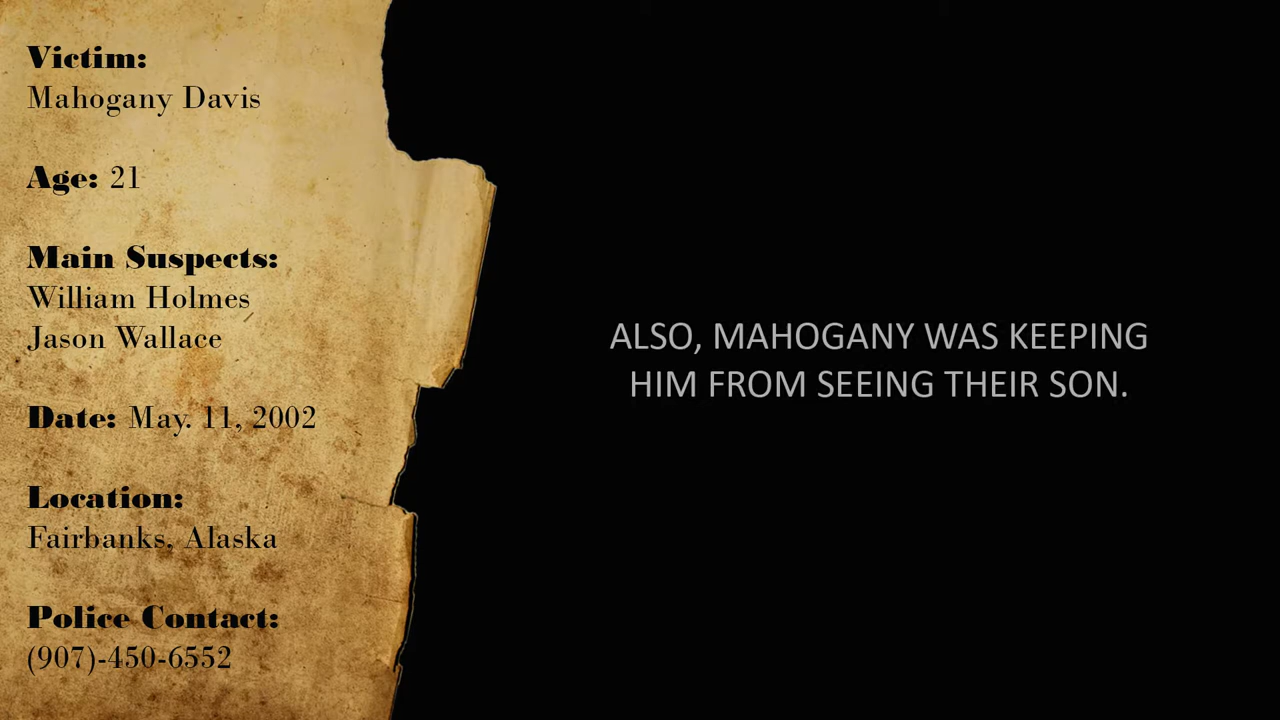 Victim:
Mahogany Davis
Age: 21
Main Suspects:
William Holmes
Jason Wallace
Date: May. 11, 2002
Location:
Fairbanks, Alaska
Police Contact:
(907)-450-6552
ALSO, MAHOGANY WAS KEEPING
HIM FROM SEEING THEIR SON.